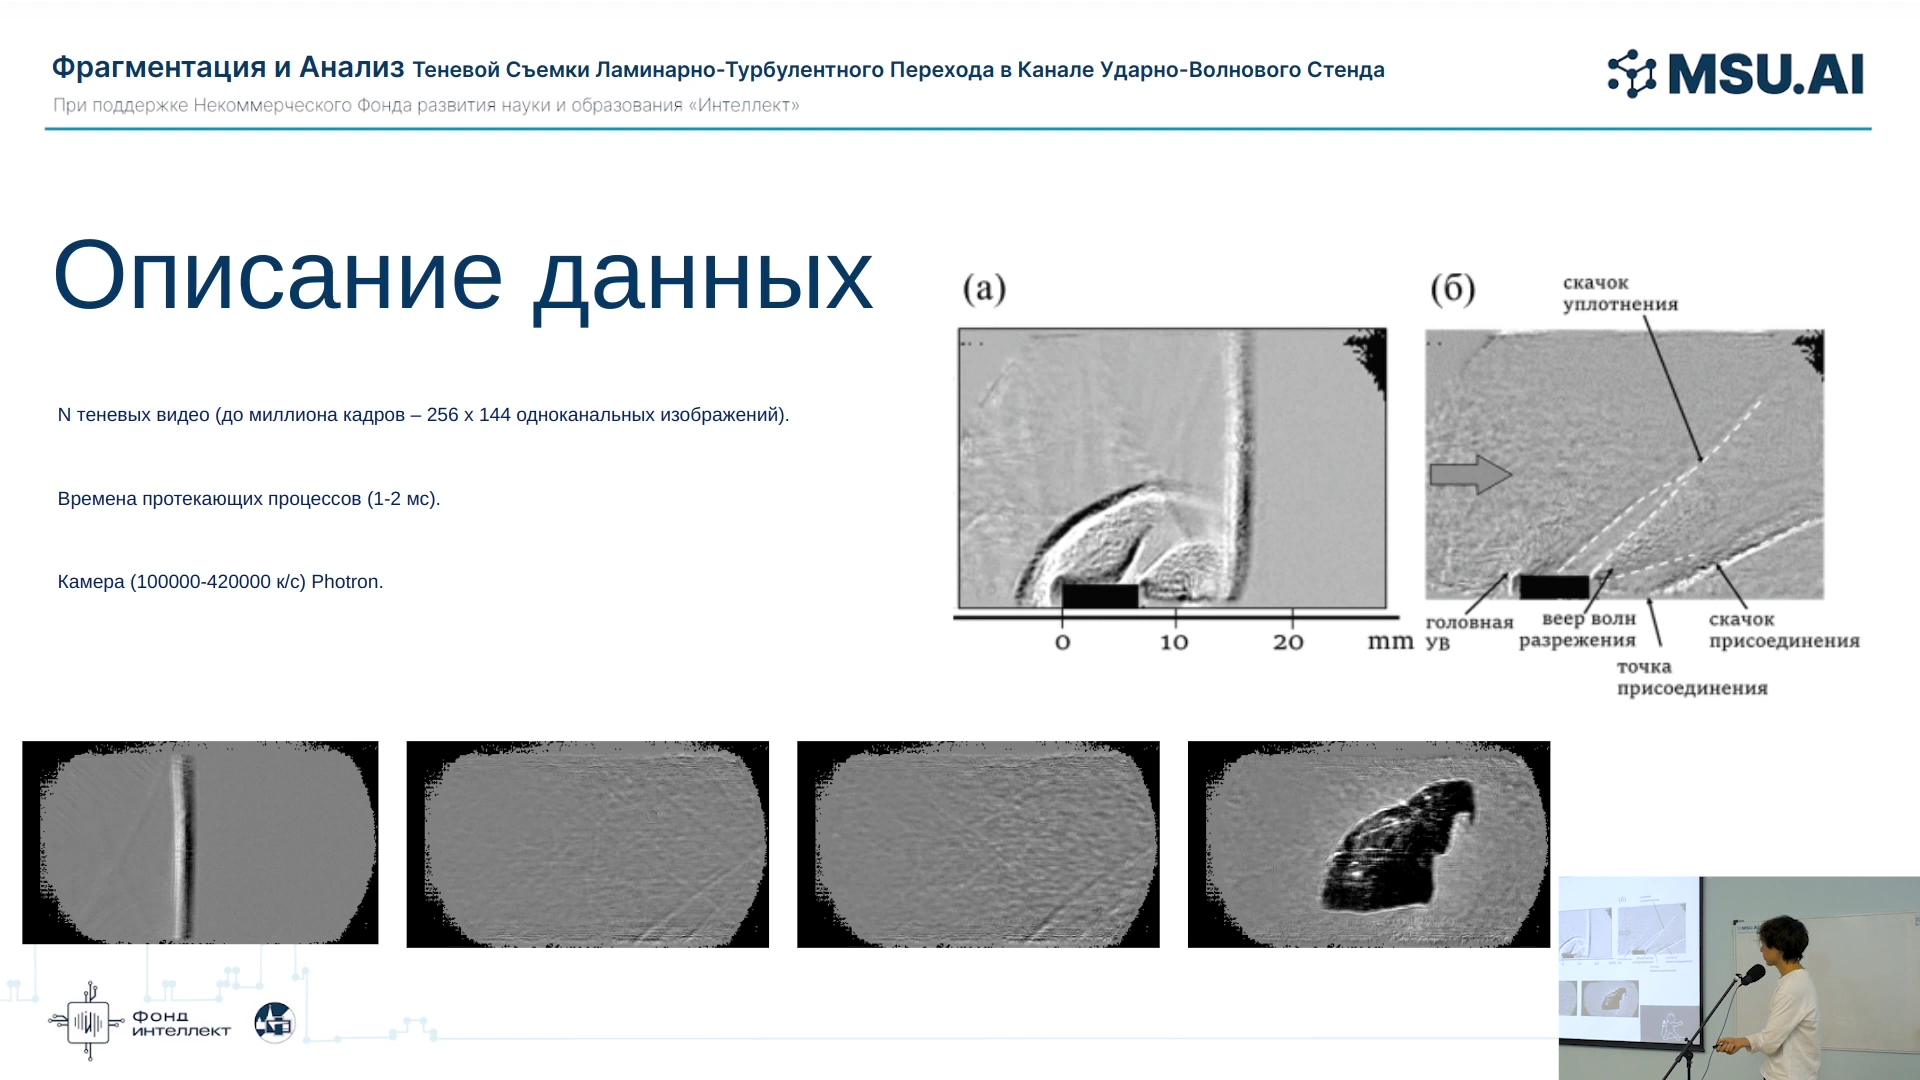 Фрагментация и Анализ Теневой Съемки Ламинарно-Турбулентного Перехода в Канале Ударно-Волнового Стенда
При поддержке Некоммерческого Фонда развития науки и образования «Интеллект»
MSU.AI
Описание данных
N теневых видео (до миллиона кадров – 256 x 144 одноканальных изображений).
Времена протекающих процессов (1-2 мс).
Камера (100000-420000 к/с) Photron.
(а)
0 10 20 mm
(б)
скачок
уплотнения
головная
УВ
веер волн
разрежения
скачок
присоединения
точка
присоединения
ФОНД
ИНТЕЛЛЕКТ